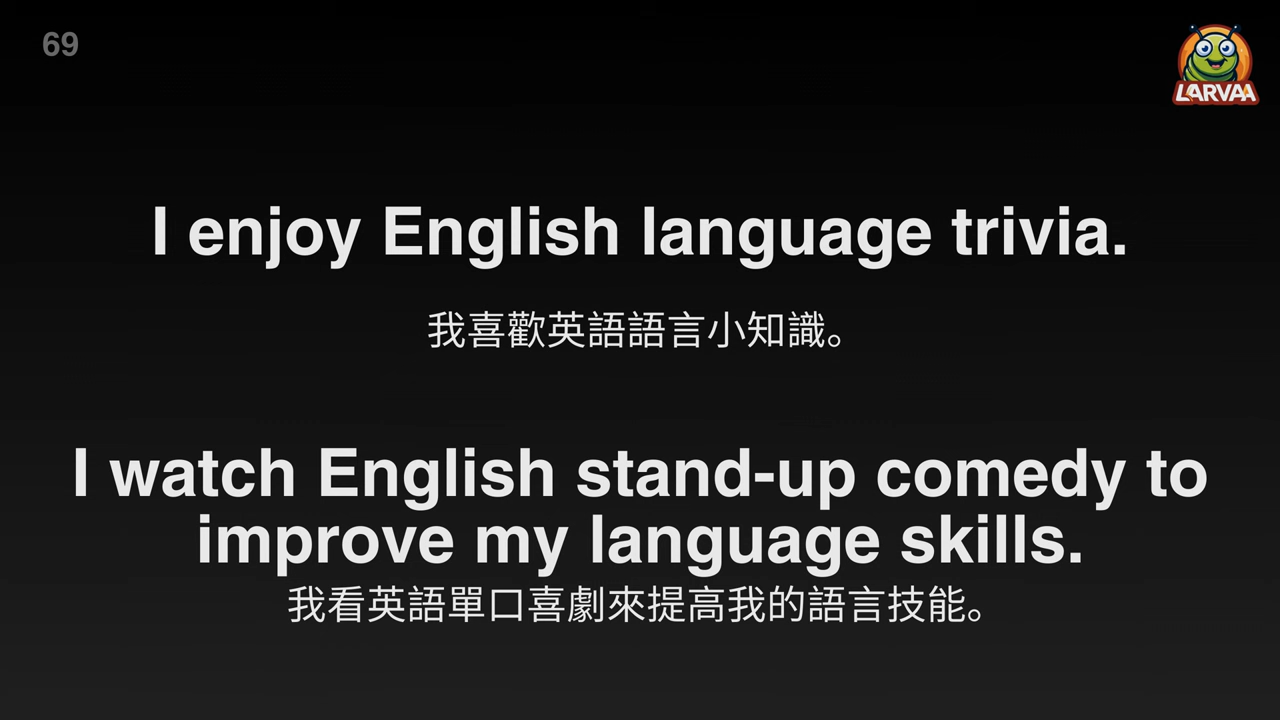 69
LARVAA
I enjoy English language trivia.
我喜歡英語語言小知識。
I watch English stand-up comedy to
improve my language skills.
我看英語單口喜劇來提高我的語言技能。